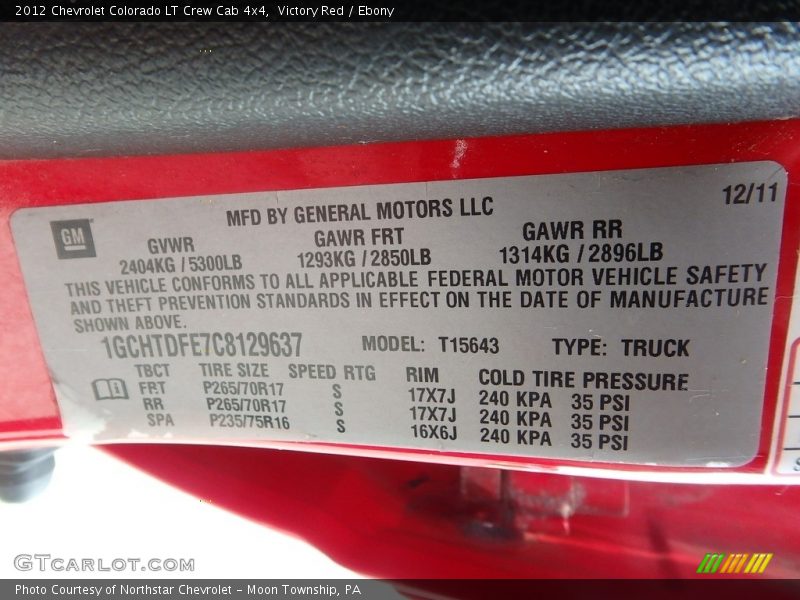 2012 Chevrolet Colorado LT Crew Cab 4x4, Victory Red / Ebony
12/11
GM
MFD BY GENERAL MOTORS LLC
GVWR GAWR FRT GAWR RR
2404KG / 5300LB 1293KG / 2850LB 1314KG / 2896LB
THIS VEHICLE CONFORMS TO ALL APPLICABLE FEDERAL MOTOR VEHICLE SAFETY
AND THEFT PREVENTION STANDARDS IN EFFECT ON THE DATE OF MANUFACTURE
SHOWN ABOVE.
1GCHTDFE7C8129637 MODEL: T15643 TYPE: TRUCK
TBCT TIRE SIZE SPEED RTG RIM COLD TIRE PRESSURE
FRT P265/70R17 S 17X7J 240 KPA 35 PSI
RR P265/70R17 S 17X7J 240 KPA 35 PSI
SPA P235/75R16 S 16X6J 240 KPA 35 PSI
GTCARLOT.COM
Photo Courtesy of Northstar Chevrolet - Moon Township, PA